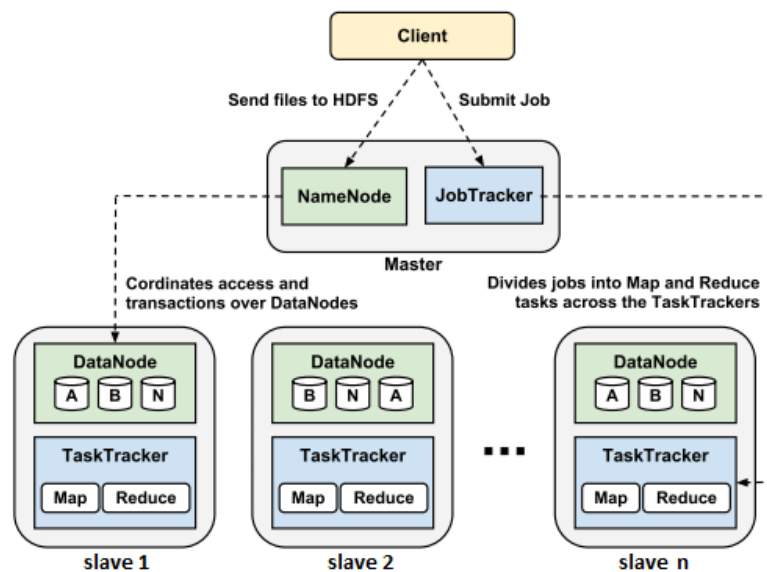 Client
Send files to HDFS
Submit Job
NameNode
JobTracker
Master
Cordinates access and
transactions over DataNodes
Divides jobs into Map and Reduce
tasks across the TaskTrackers
DataNode
A B N
TaskTracker
Map Reduce
slave 1
DataNode
B N A
TaskTracker
Map Reduce
slave 2
...
DataNode
A B N
TaskTracker
Map Reduce
slave n